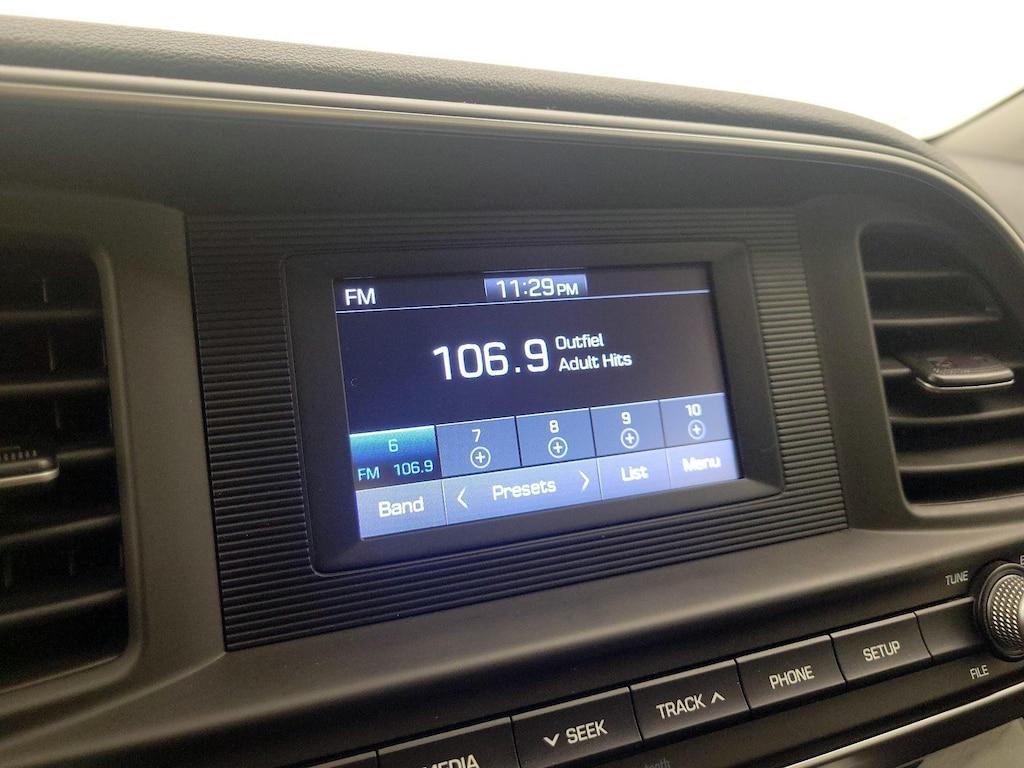 FM 11:29 PM
106.9 Outfiel
Adult Hits
6 7 8 9 10
FM 106.9
Band < Presets > List Menu
TUNE
FILE
MEDIA SEEK TRACK PHONE SETUP